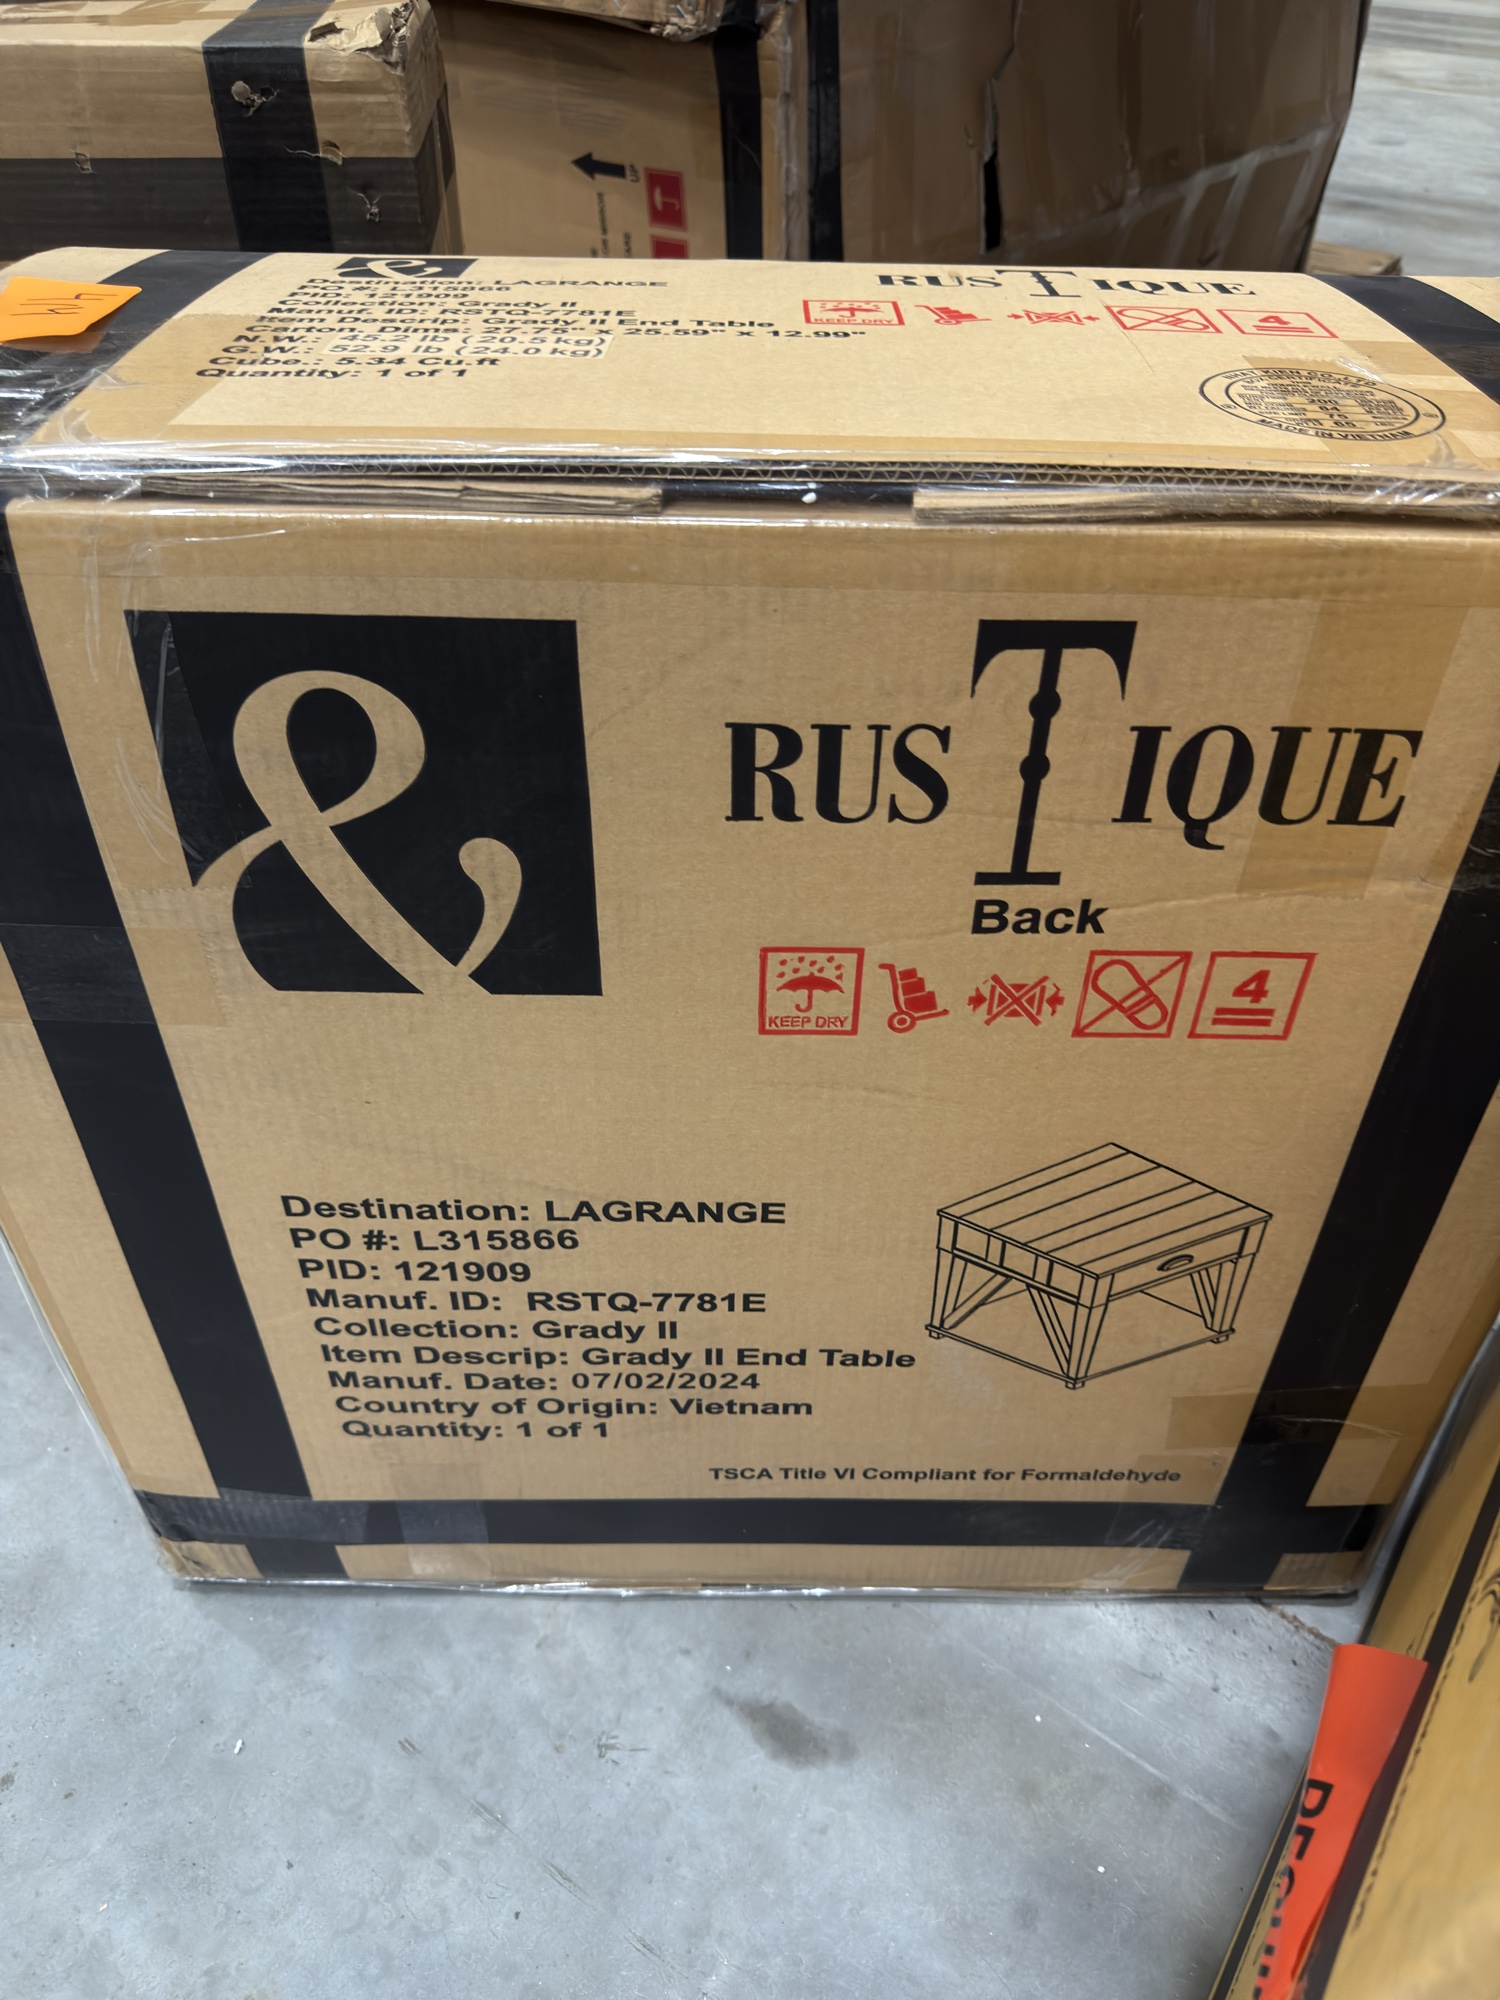 UP
&
Destination: LAGRANGE
PO #: L315866
PID: 121909
Collection: Grady II
Manuf. ID: RSTQ-7781E
Item Descrip: Grady II End Table
Carton. Dims: 27.75" x 25.59" x 12.99"
N.W.: 45.2 lb (20.5 kg)
G.W.: 52.9 lb (24.0 kg)
Cube.: 5.34 Cu.ft
Quantity: 1 of 1
RUSTIQUE
KEEP DRY
4
MADE IN VIETNAM
&
RUSTIQUE
Back
KEEP DRY
4
Destination: LAGRANGE
PO #: L315866
PID: 121909
Manuf. ID: RSTQ-7781E
Collection: Grady II
Item Descrip: Grady II End Table
Manuf. Date: 07/02/2024
Country of Origin: Vietnam
Quantity: 1 of 1
TSCA Title VI Compliant for Formaldehyde